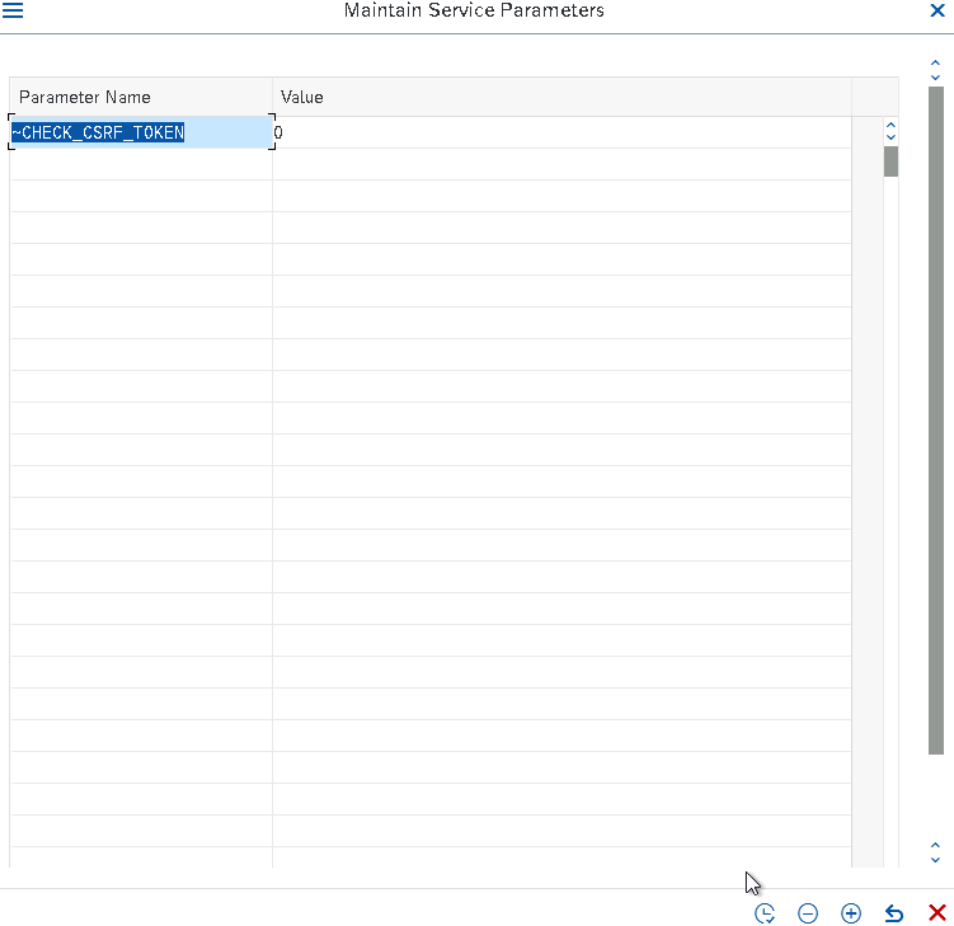 Maintain Service Parameters
Parameter Name Value
~CHECK_CSRF_TOKEN 0